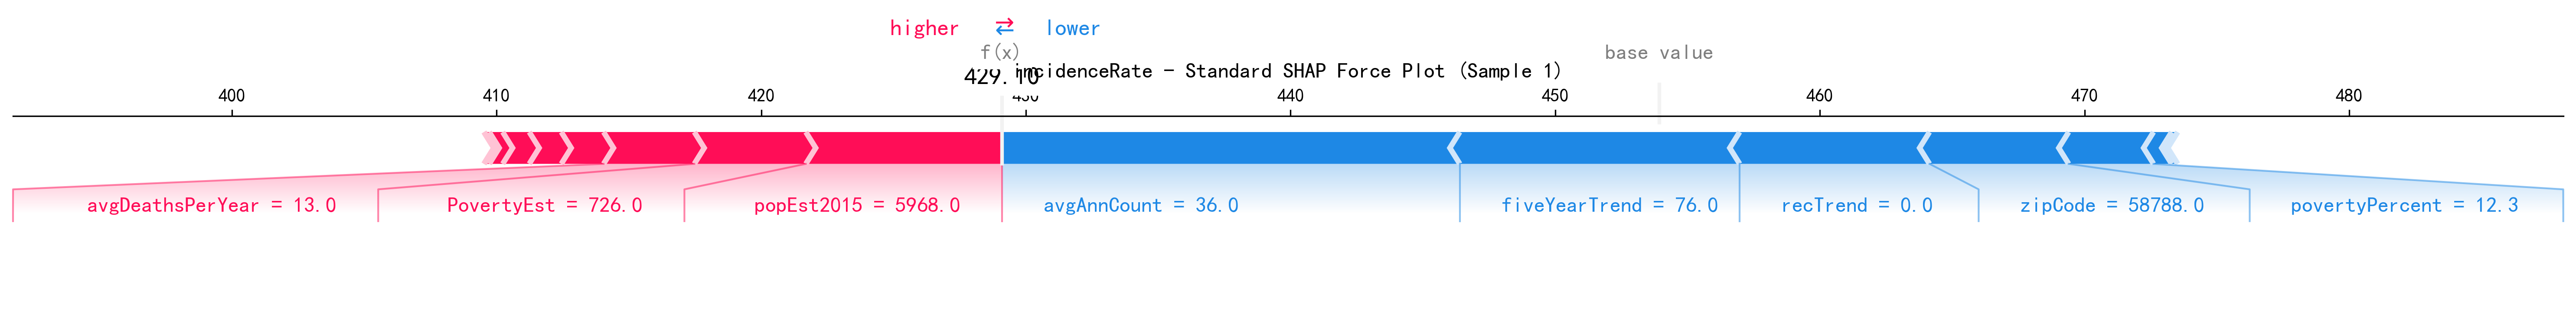 higher ⇄ lower
f(x) base value
429.10
incidenceRate - Standard SHAP Force Plot (Sample 1)
400 410 420 430 440 450 460 470 480
avgDeathsPerYear = 13.0 PovertyEst = 726.0 popEst2015 = 5968.0 avgAnnCount = 36.0 fiveYearTrend = 76.0 recTrend = 0.0 zipCode = 58788.0 povertyPercent = 12.3